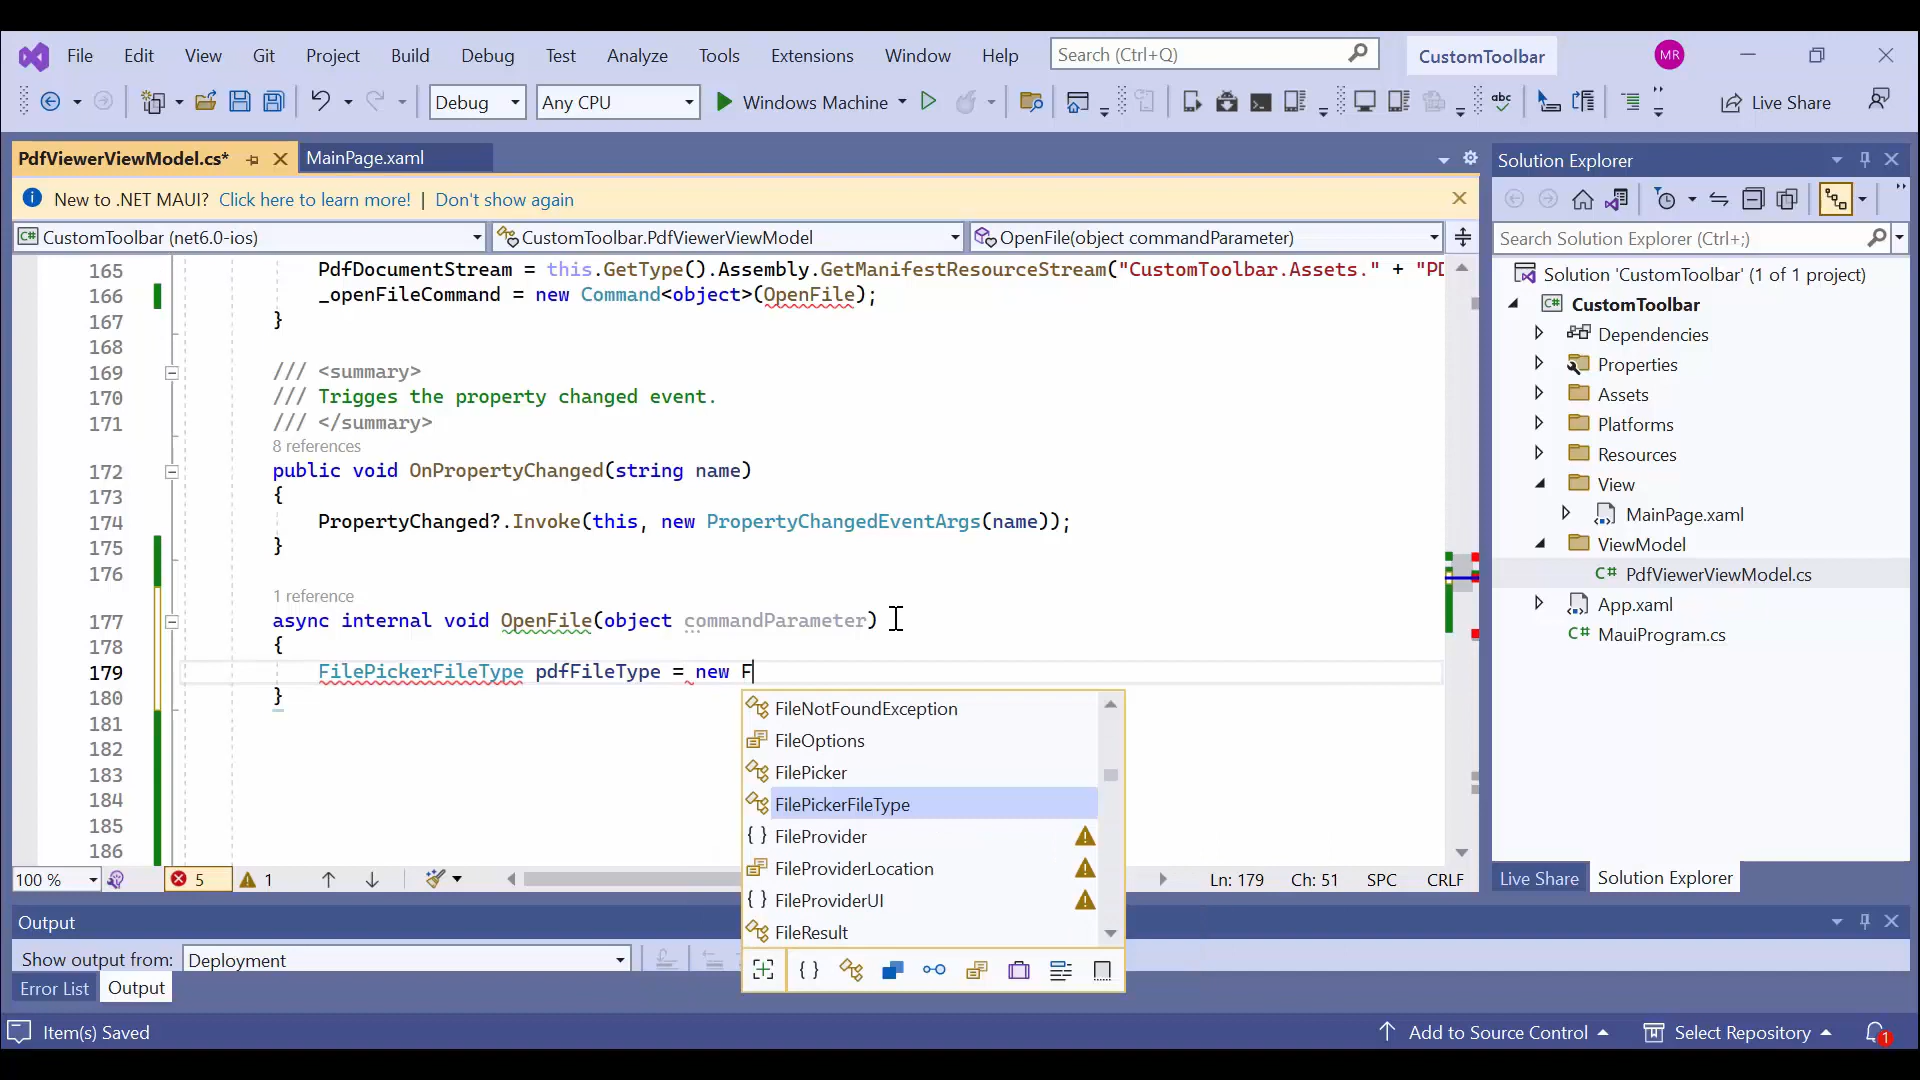 File Edit View Git Project Build Debug Test Analyze Tools Extensions Window Help Search (Ctrl+Q) CustomToolbar MR
Debug Any CPU Windows Machine Live Share
PdfViewerViewModel.cs* MainPage.xaml
New to .NET MAUI? Click here to learn more! | Don't show again
CustomToolbar (net6.0-ios) CustomToolbar.PdfViewerViewModel OpenFile(object commandParameter)
165 PdfDocumentStream = this.GetType().Assembly.GetManifestResourceStream("CustomToolbar.Assets." + "PD
166 _openFileCommand = new Command<object>(OpenFile);
167 }
168
169 /// <summary>
170 /// Trigges the property changed event.
171 /// </summary>
8 references
172 public void OnPropertyChanged(string name)
173 {
174 PropertyChanged?.Invoke(this, new PropertyChangedEventArgs(name));
175 }
176
1 reference
177 async internal void OpenFile(object commandParameter)
178 {
179 FilePickerFileType pdfFileType = new F
180 }
181
182
183
184
185
186
FileNotFoundException
FileOptions
FilePicker
FilePickerFileType
{ } FileProvider
FileProviderLocation
{ } FileProviderUI
FileResult
100 % 5 1 Ln: 179 Ch: 51 SPC CRLF
Output
Show output from: Deployment
Error List Output
Item(s) Saved Add to Source Control Select Repository 1
Solution Explorer
Search Solution Explorer (Ctrl+;)
Solution 'CustomToolbar' (1 of 1 project)
CustomToolbar
Dependencies
Properties
Assets
Platforms
Resources
View
MainPage.xaml
ViewModel
C# PdfViewerViewModel.cs
App.xaml
C# MauiProgram.cs
Live Share Solution Explorer